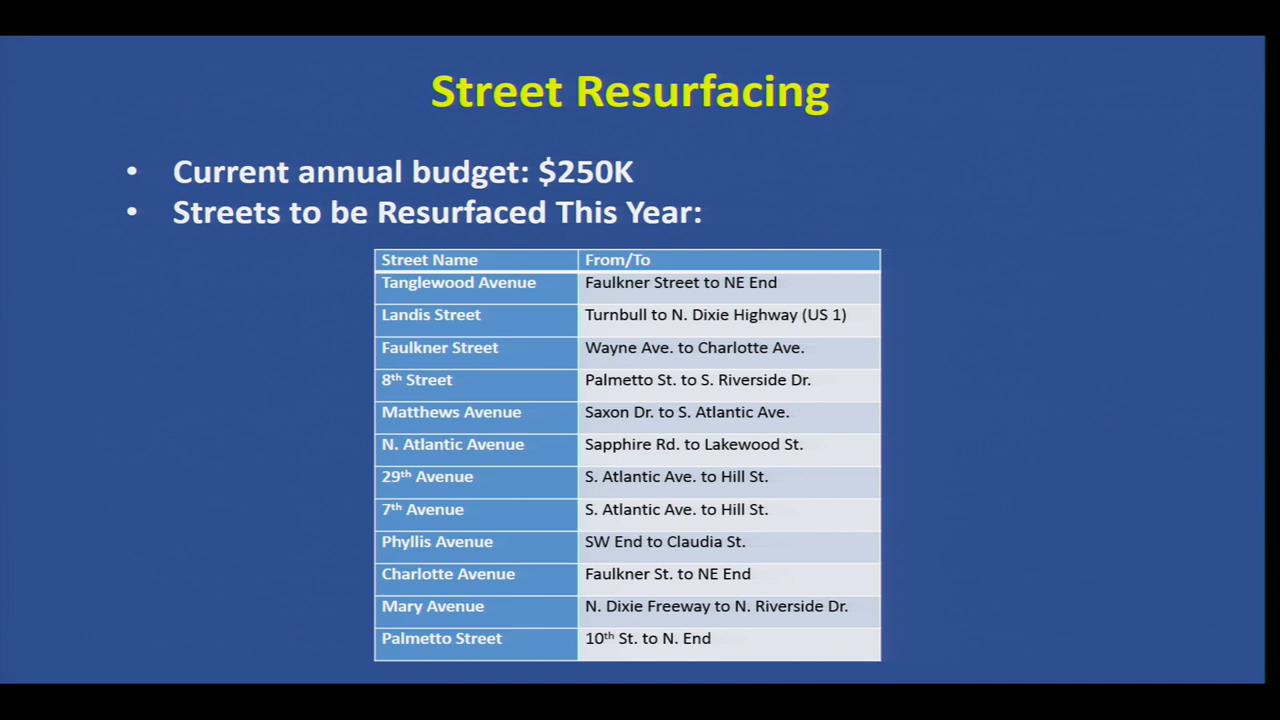 Street Resurfacing
• Current annual budget: $250K
• Streets to be Resurfaced This Year:
Street Name From/To
Tanglewood Avenue Faulkner Street to NE End
Landis Street Turnbull to N. Dixie Highway (US 1)
Faulkner Street Wayne Ave. to Charlotte Ave.
8th Street Palmetto St. to S. Riverside Dr.
Matthews Avenue Saxon Dr. to S. Atlantic Ave.
N. Atlantic Avenue Sapphire Rd. to Lakewood St.
29th Avenue S. Atlantic Ave. to Hill St.
7th Avenue S. Atlantic Ave. to Hill St.
Phyllis Avenue SW End to Claudia St.
Charlotte Avenue Faulkner St. to NE End
Mary Avenue N. Dixie Freeway to N. Riverside Dr.
Palmetto Street 10th St. to N. End